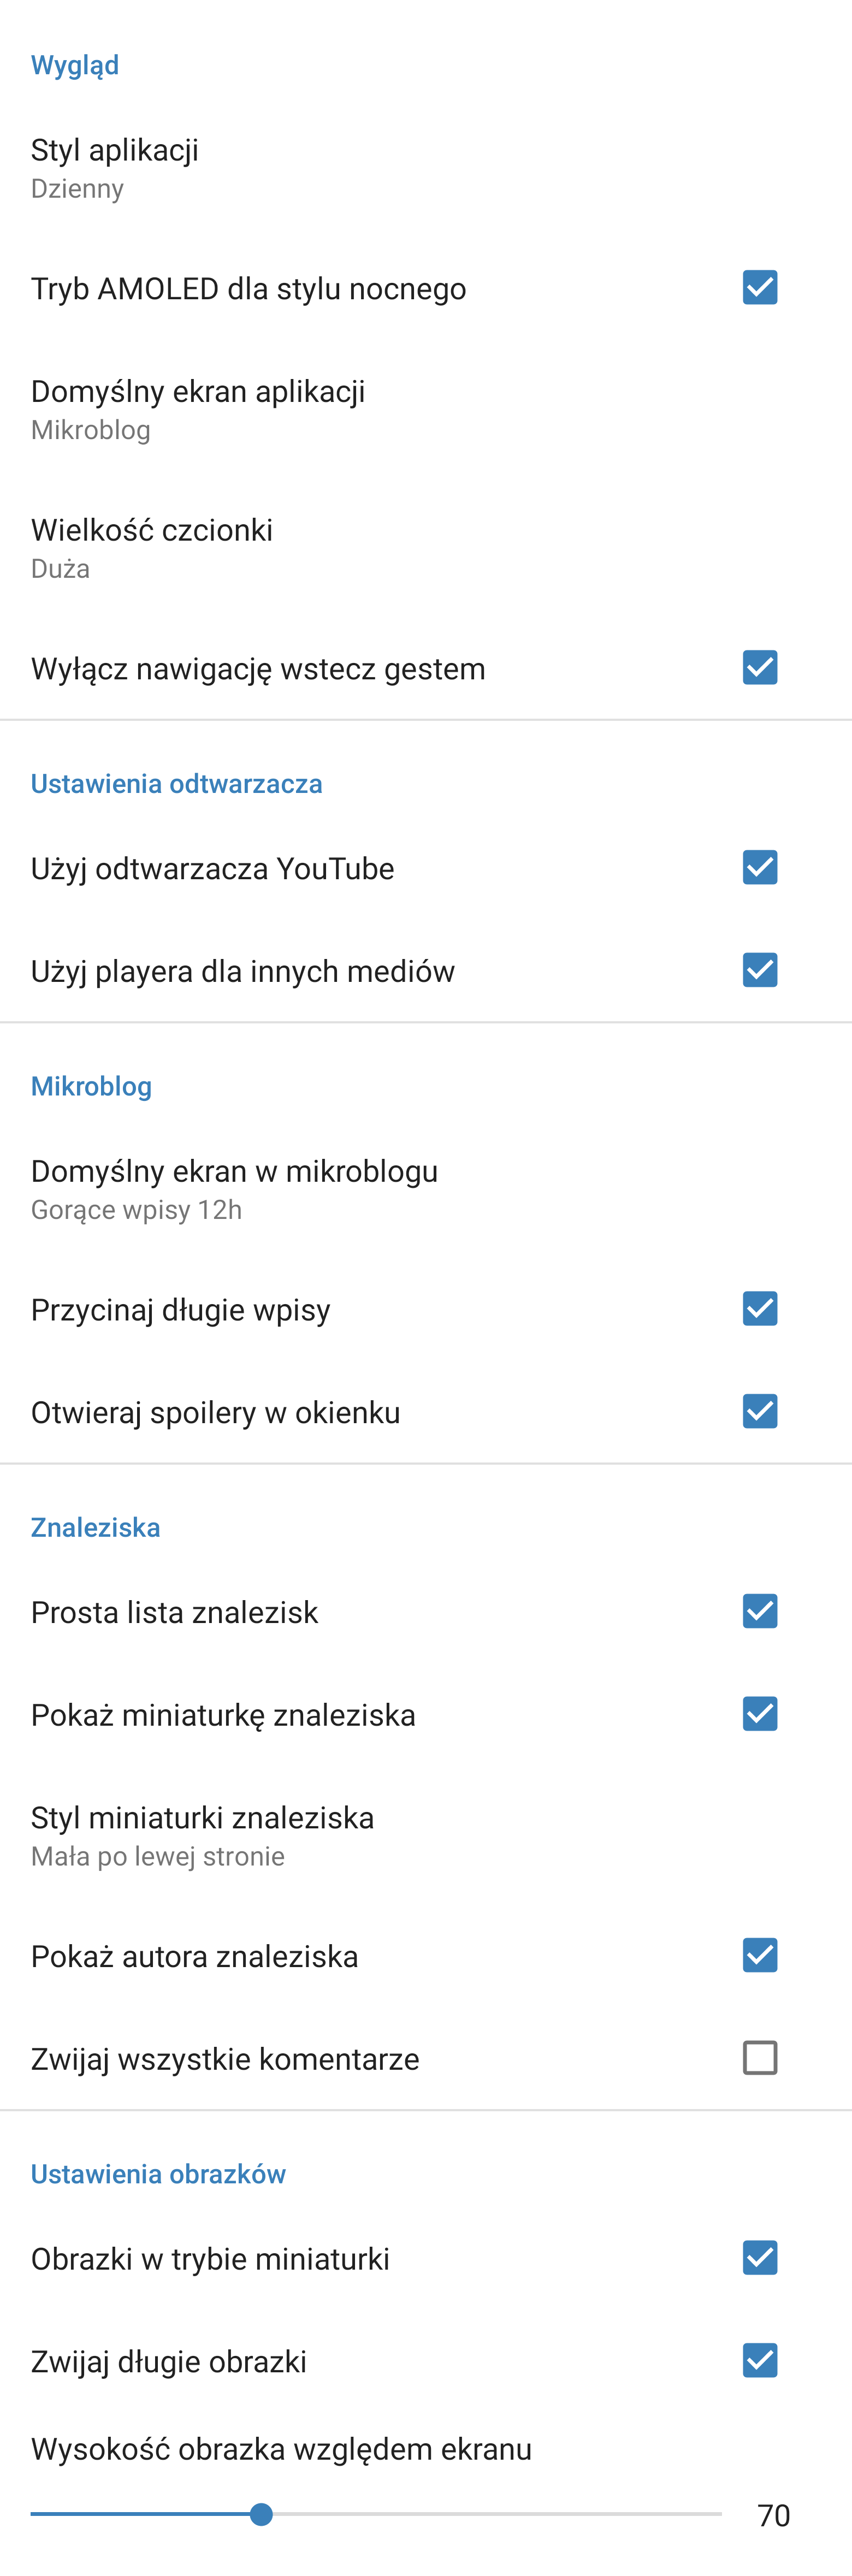 Wygląd
Styl aplikacji
Dzienny
Tryb AMOLED dla stylu nocnego
Domyślny ekran aplikacji
Mikroblog
Wielkość czcionki
Duża
Wyłącz nawigację wstecz gestem
Ustawienia odtwarzacza
Użyj odtwarzacza YouTube
Użyj playera dla innych mediów
Mikroblog
Domyślny ekran w mikroblogu
Gorące wpisy 12h
Przycinaj długie wpisy
Otwieraj spoilery w okienku
Znaleziska
Prosta lista znalezisk
Pokaż miniaturkę znaleziska
Styl miniaturki znaleziska
Mała po lewej stronie
Pokaż autora znaleziska
Zwijaj wszystkie komentarze
Ustawienia obrazków
Obrazki w trybie miniaturki
Zwijaj długie obrazki
Wysokość obrazka względem ekranu
70